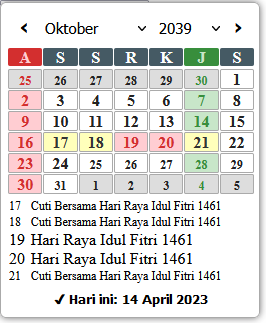 ‹ Oktober 2039 ›
A S S R K J S
25 26 27 28 29 30 1
2 3 4 5 6 7 8
9 10 11 12 13 14 15
16 17 18 19 20 21 22
23 24 25 26 27 28 29
30 31 1 2 3 4 5
17 Cuti Bersama Hari Raya Idul Fitri 1461
18 Cuti Bersama Hari Raya Idul Fitri 1461
19 Hari Raya Idul Fitri 1461
20 Hari Raya Idul Fitri 1461
21 Cuti Bersama Hari Raya Idul Fitri 1461
✔ Hari ini: 14 April 2023